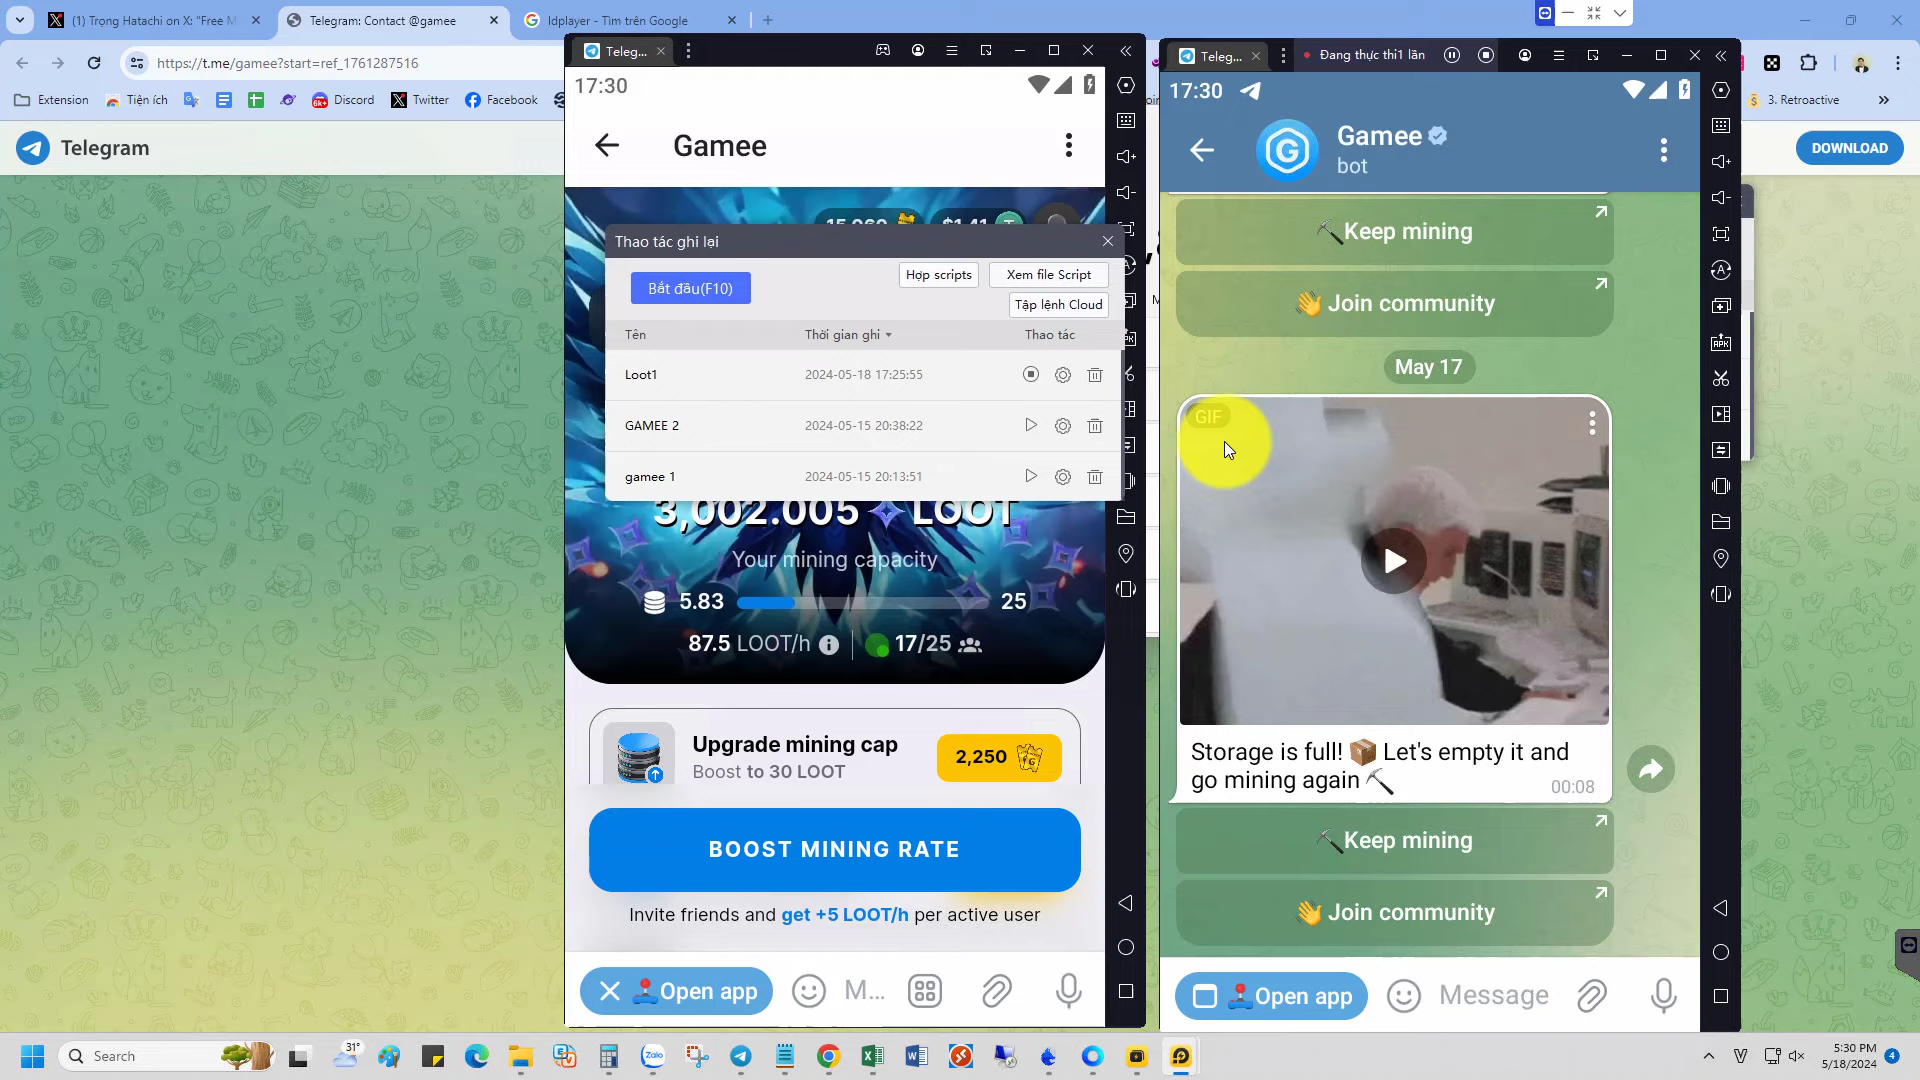 (1) Trọng Hatachi on X: "Free M
Telegram: Contact @gamee
ldplayer - Tìm trên Google
https://t.me/gamee?start=ref_1761287516
Extension
Tiện ích
Discord
Twitter
Facebook
3. Retroactive
Telegram
DOWNLOAD
Teleg...
17:30
Gamee
Thao tác ghi lại
Bắt đầu(F10)
Hợp scripts
Xem file Script
Tập lệnh Cloud
Tên
Thời gian ghi
Thao tác
Loot1
2024-05-18 17:25:55
GAMEE 2
2024-05-15 20:38:22
gamee 1
2024-05-15 20:13:51
3,002.005 LOOT
Your mining capacity
5.83
25
87.5 LOOT/h
17/25
Upgrade mining cap
Boost to 30 LOOT
2,250
BOOST MINING RATE
Invite friends and get +5 LOOT/h per active user
Open app
M...
Teleg...
Đang thực thi1 lần
17:30
Gamee
bot
Keep mining
👋 Join community
May 17
GIF
Storage is full! 📦 Let's empty it and
go mining again ⛏
00:08
Keep mining
👋 Join community
Open app
Message
Search
31°
Zalo
5:30 PM
5/18/2024
4